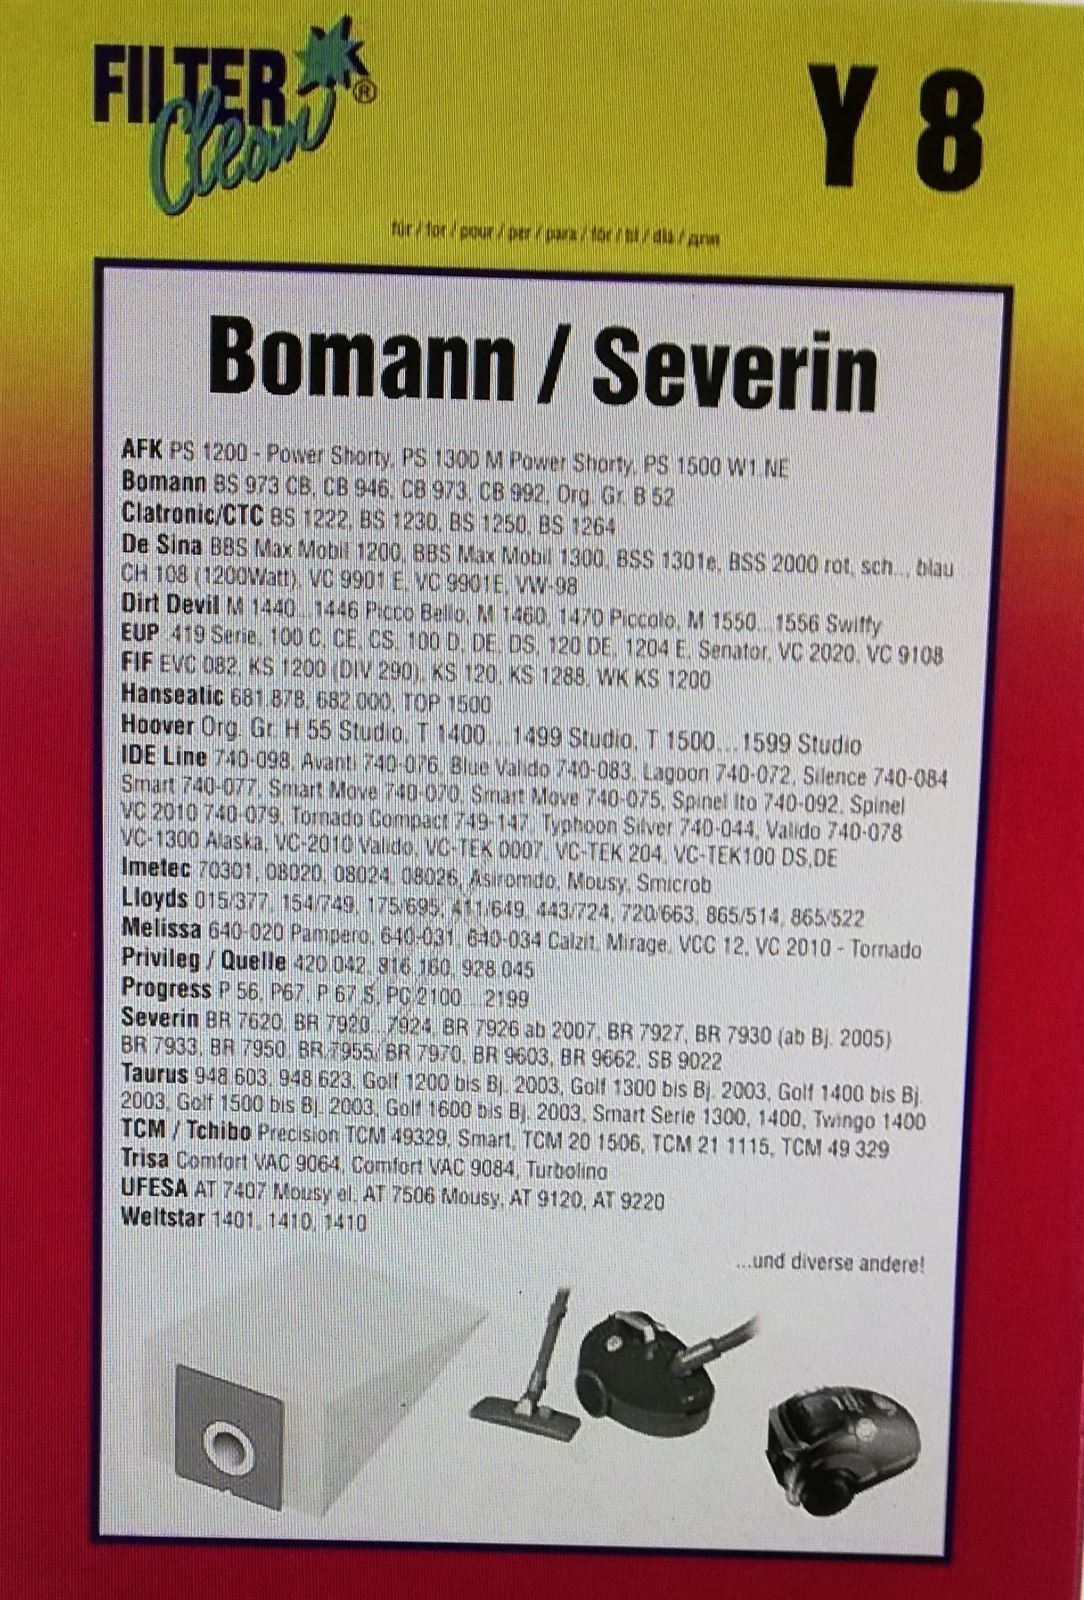 FILTER
Clean ®
Y 8
für / for / pour / per / para / för / til / dla / для
Bomann / Severin
AFK PS 1200 - Power Shorty, PS 1300 M Power Shorty, PS 1500 W1.NE
Bomann BS 973 CB, CB 946, CB 973, CB 992, Org. Gr. B 52
Clatronic/CTC BS 1222, BS 1230, BS 1250, BS 1264
De Sina BBS Max Mobil 1200, BBS Max Mobil 1300, BSS 1301e, BSS 2000 rot, sch..., blau
CH 108 (1200Watt), VC 9901 E, VC 9901E, VW-98
Dirt Devil M 1440...1446 Picco Bello, M 1460, 1470 Piccolo, M 1550...1556 Swiffy
EUP 419 Serie, 100 C, CE, CS, 100 D, DE, DS, 120 DE, 1204 E, Senator, VC 2020, VC 9108
FIF EVC 082, KS 1200 (DIV 290), KS 120, KS 1288, WK KS 1200
Hanseatic 681.878, 682.000, TOP 1500
Hoover Org. Gr. H 55 Studio, T 1400...1499 Studio, T 1500...1599 Studio
IDE Line 740-098, Avanti 740-076, Blue Valido 740-083, Lagoon 740-072, Silence 740-084
Smart 740-077, Smart Move 740-070, Smart Move 740-075, Spinel Ito 740-092, Spinel
VC 2010 740-079, Tornado Compact 749-147, Typhoon Silver 740-044, Valido 740-078
VC-1300 Alaska, VC-2010 Valido, VC-TEK 0007, VC-TEK 204, VC-TEK100 DS,DE
Imetec 70301, 08020, 08024, 08026, Asiromdo, Mousy, Smicrob
Lloyds 015/377, 154/749, 175/695, 411/649, 443/724, 720/663, 865/514, 865/522
Melissa 640-020 Pampero, 640-031, 640-034 Calzit, Mirage, VCC 12, VC 2010 - Tornado
Privileg / Quelle 420.042, 816.160, 928.045
Progress P 56, P67, P 67 S, PC 2100...2199
Severin BR 7620, BR 7920...7924, BR 7926 ab 2007, BR 7927, BR 7930 (ab Bj. 2005)
BR 7933, BR 7950, BR 7955, BR 7970, BR 9603, BR 9662, SB 9022
Taurus 948.603, 948.623, Golf 1200 bis Bj. 2003, Golf 1300 bis Bj. 2003, Golf 1400 bis Bj.
2003, Golf 1500 bis Bj. 2003, Golf 1600 bis Bj. 2003, Smart Serie 1300, 1400, Twingo 1400
TCM / Tchibo Precision TCM 49329, Smart, TCM 20 1506, TCM 21 1115, TCM 49 329
Trisa Comfort VAC 9064, Comfort VAC 9084, Turbolino
UFESA AT 7407 Mousy el. AT 7506 Mousy, AT 9120, AT 9220
Weltstar 1401, 1410, 1410
...und diverse andere!